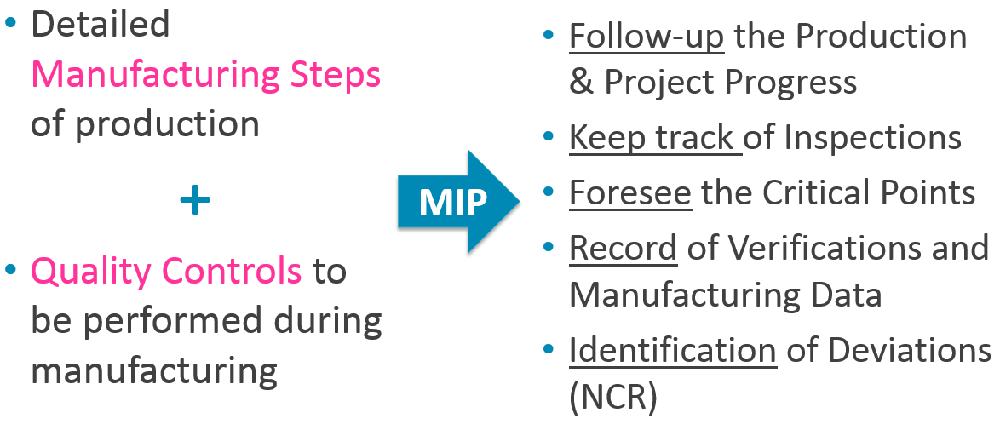 • Detailed
Manufacturing Steps
of production
+
• Quality Controls to
be performed during
manufacturing
MIP
• Follow-up the Production
& Project Progress
• Keep track of Inspections
• Foresee the Critical Points
• Record of Verifications and
Manufacturing Data
• Identification of Deviations
(NCR)